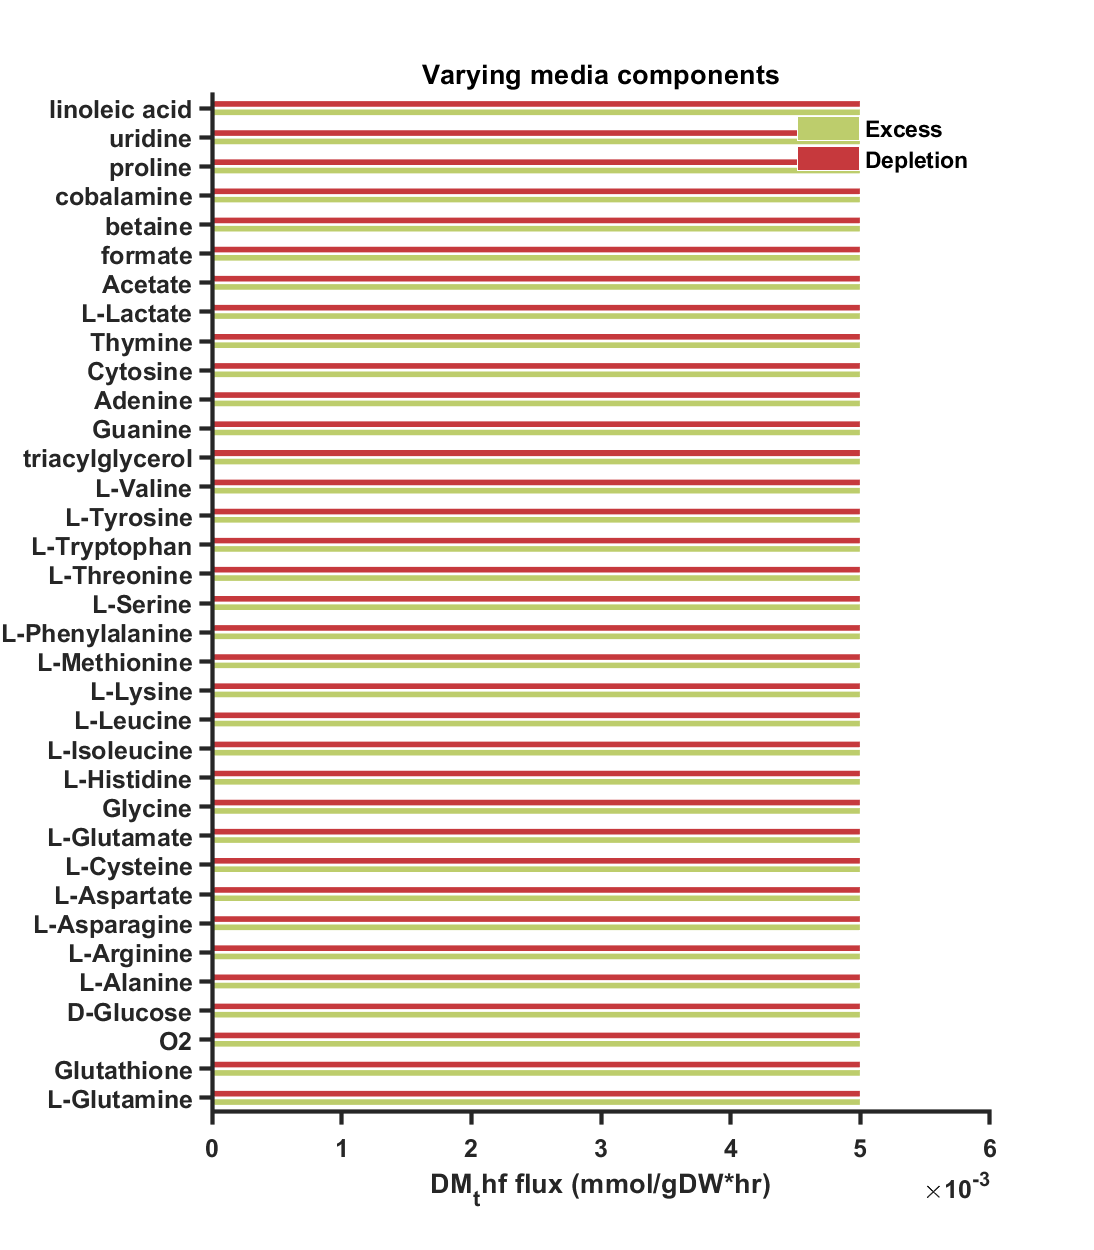 Varying media components
linoleic acid
uridine
proline
cobalamine
betaine
formate
Acetate
L-Lactate
Thymine
Cytosine
Adenine
Guanine
triacylglycerol
L-Valine
L-Tyrosine
L-Tryptophan
L-Threonine
L-Serine
L-Phenylalanine
L-Methionine
L-Lysine
L-Leucine
L-Isoleucine
L-Histidine
Glycine
L-Glutamate
L-Cysteine
L-Aspartate
L-Asparagine
L-Arginine
L-Alanine
D-Glucose
O2
Glutathione
L-Glutamine
Excess
Depletion
0 1 2 3 4 5 6
DMthf flux (mmol/gDW*hr)
×10-3